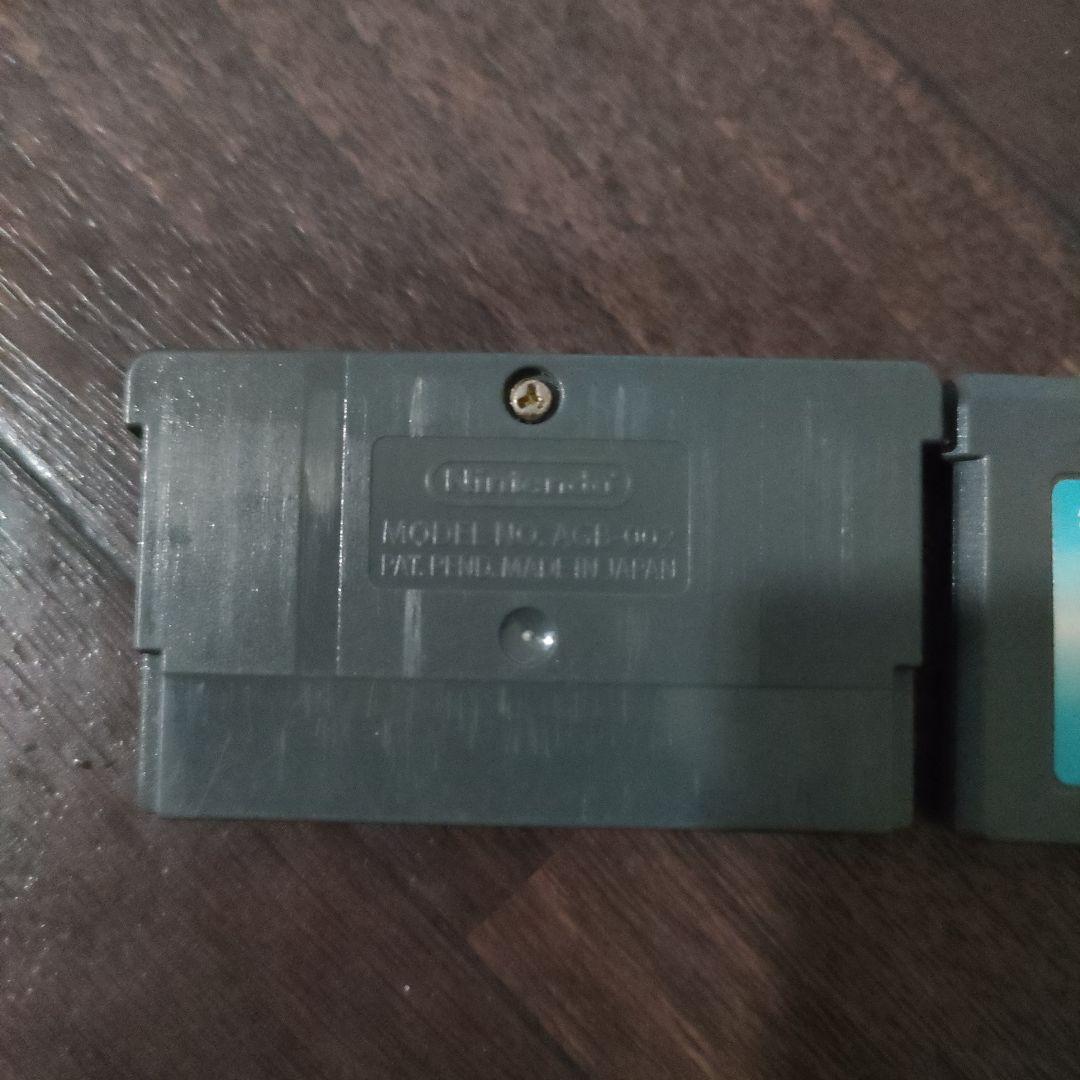 Nintendo
MODEL NO. AGB-002
PAT. PEND. MADE IN JAPAN